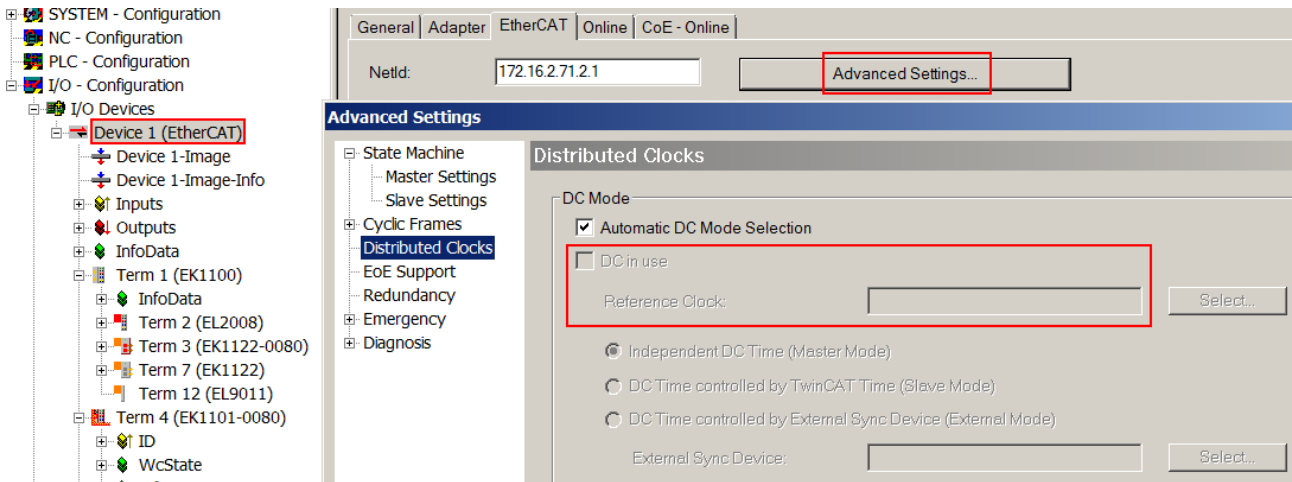 SYSTEM - Configuration
NC - Configuration
PLC - Configuration
I/O - Configuration
I/O Devices
Device 1 (EtherCAT)
Device 1-Image
Device 1-Image-Info
Inputs
Outputs
InfoData
Term 1 (EK1100)
InfoData
Term 2 (EL2008)
Term 3 (EK1122-0080)
Term 7 (EK1122)
Term 12 (EL9011)
Term 4 (EK1101-0080)
ID
WcState
General Adapter EtherCAT Online CoE - Online
NetId: 172.16.2.71.2.1 Advanced Settings...
Advanced Settings
State Machine
Master Settings
Slave Settings
Cyclic Frames
Distributed Clocks
EoE Support
Redundancy
Emergency
Diagnosis
Distributed Clocks
DC Mode
Automatic DC Mode Selection
DC in use
Reference Clock: Select...
Independent DC Time (Master Mode)
DC Time controlled by TwinCAT Time (Slave Mode)
DC Time controlled by External Sync Device (External Mode)
External Sync Device: Select...